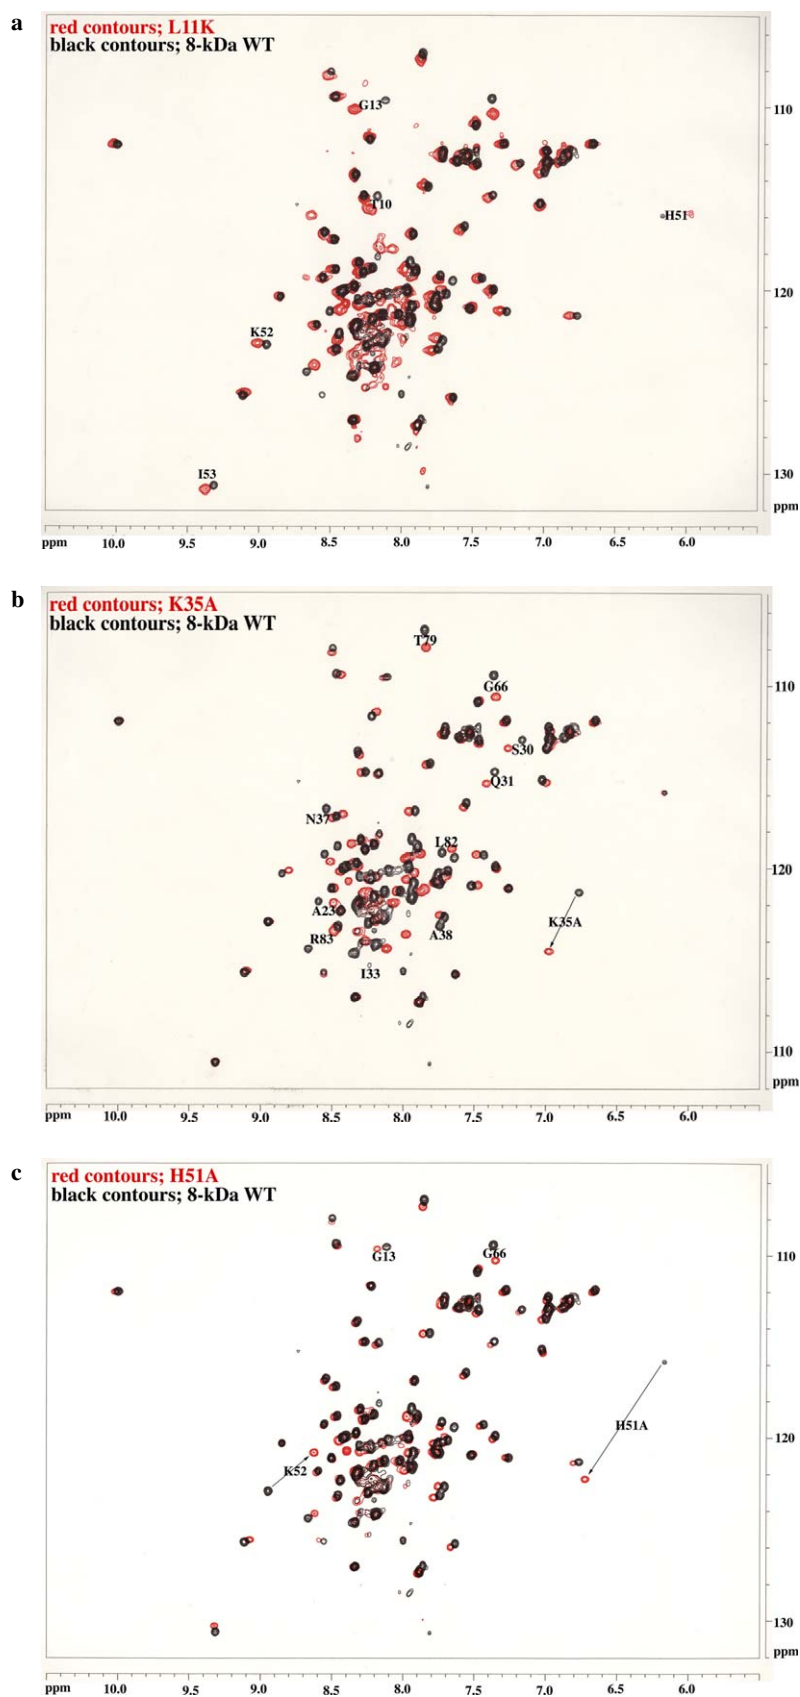 a
red contours; L11K
black contours; 8-kDa WT
G13
110
T10
H51
120
K52
I53
130
ppm
ppm 10.0 9.5 9.0 8.5 8.0 7.5 7.0 6.5 6.0
b
red contours; K35A
black contours; 8-kDa WT
T79
G66
110
S30
Q31
N37
L82
120
A23
K35A
R83
A38
I33
110
ppm
ppm 10.0 9.0 8.5 8.0 7.5 7.0 6.5 6.0
c
red contours; H51A
black contours; 8-kDa WT
G13
G66
110
H51A
K52
120
130
ppm
ppm 10.0 9.5 9.0 8.5 8.0 7.5 7.0 6.5 6.0